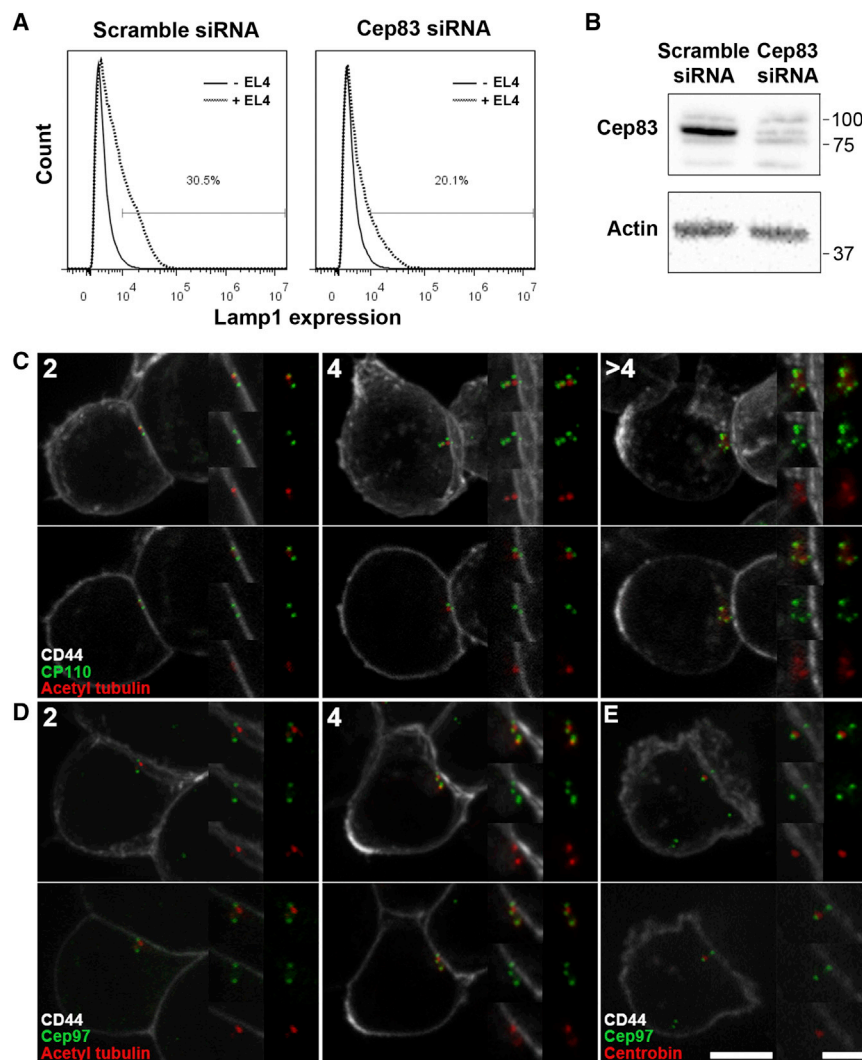 A
Scramble siRNA
Cep83 siRNA
- EL4
+ EL4
- EL4
+ EL4
Count
30.5%
20.1%
0 10^4 10^5 10^6 10^7
0 10^4 10^5 10^6 10^7
Lamp1 expression
B
Scramble siRNA
Cep83 siRNA
Cep83
100
75
Actin
37
C
2
4
>4
CD44
CP110
Acetyl tubulin
D
2
4
E
CD44
Cep97
Acetyl tubulin
CD44
Cep97
Centrobin